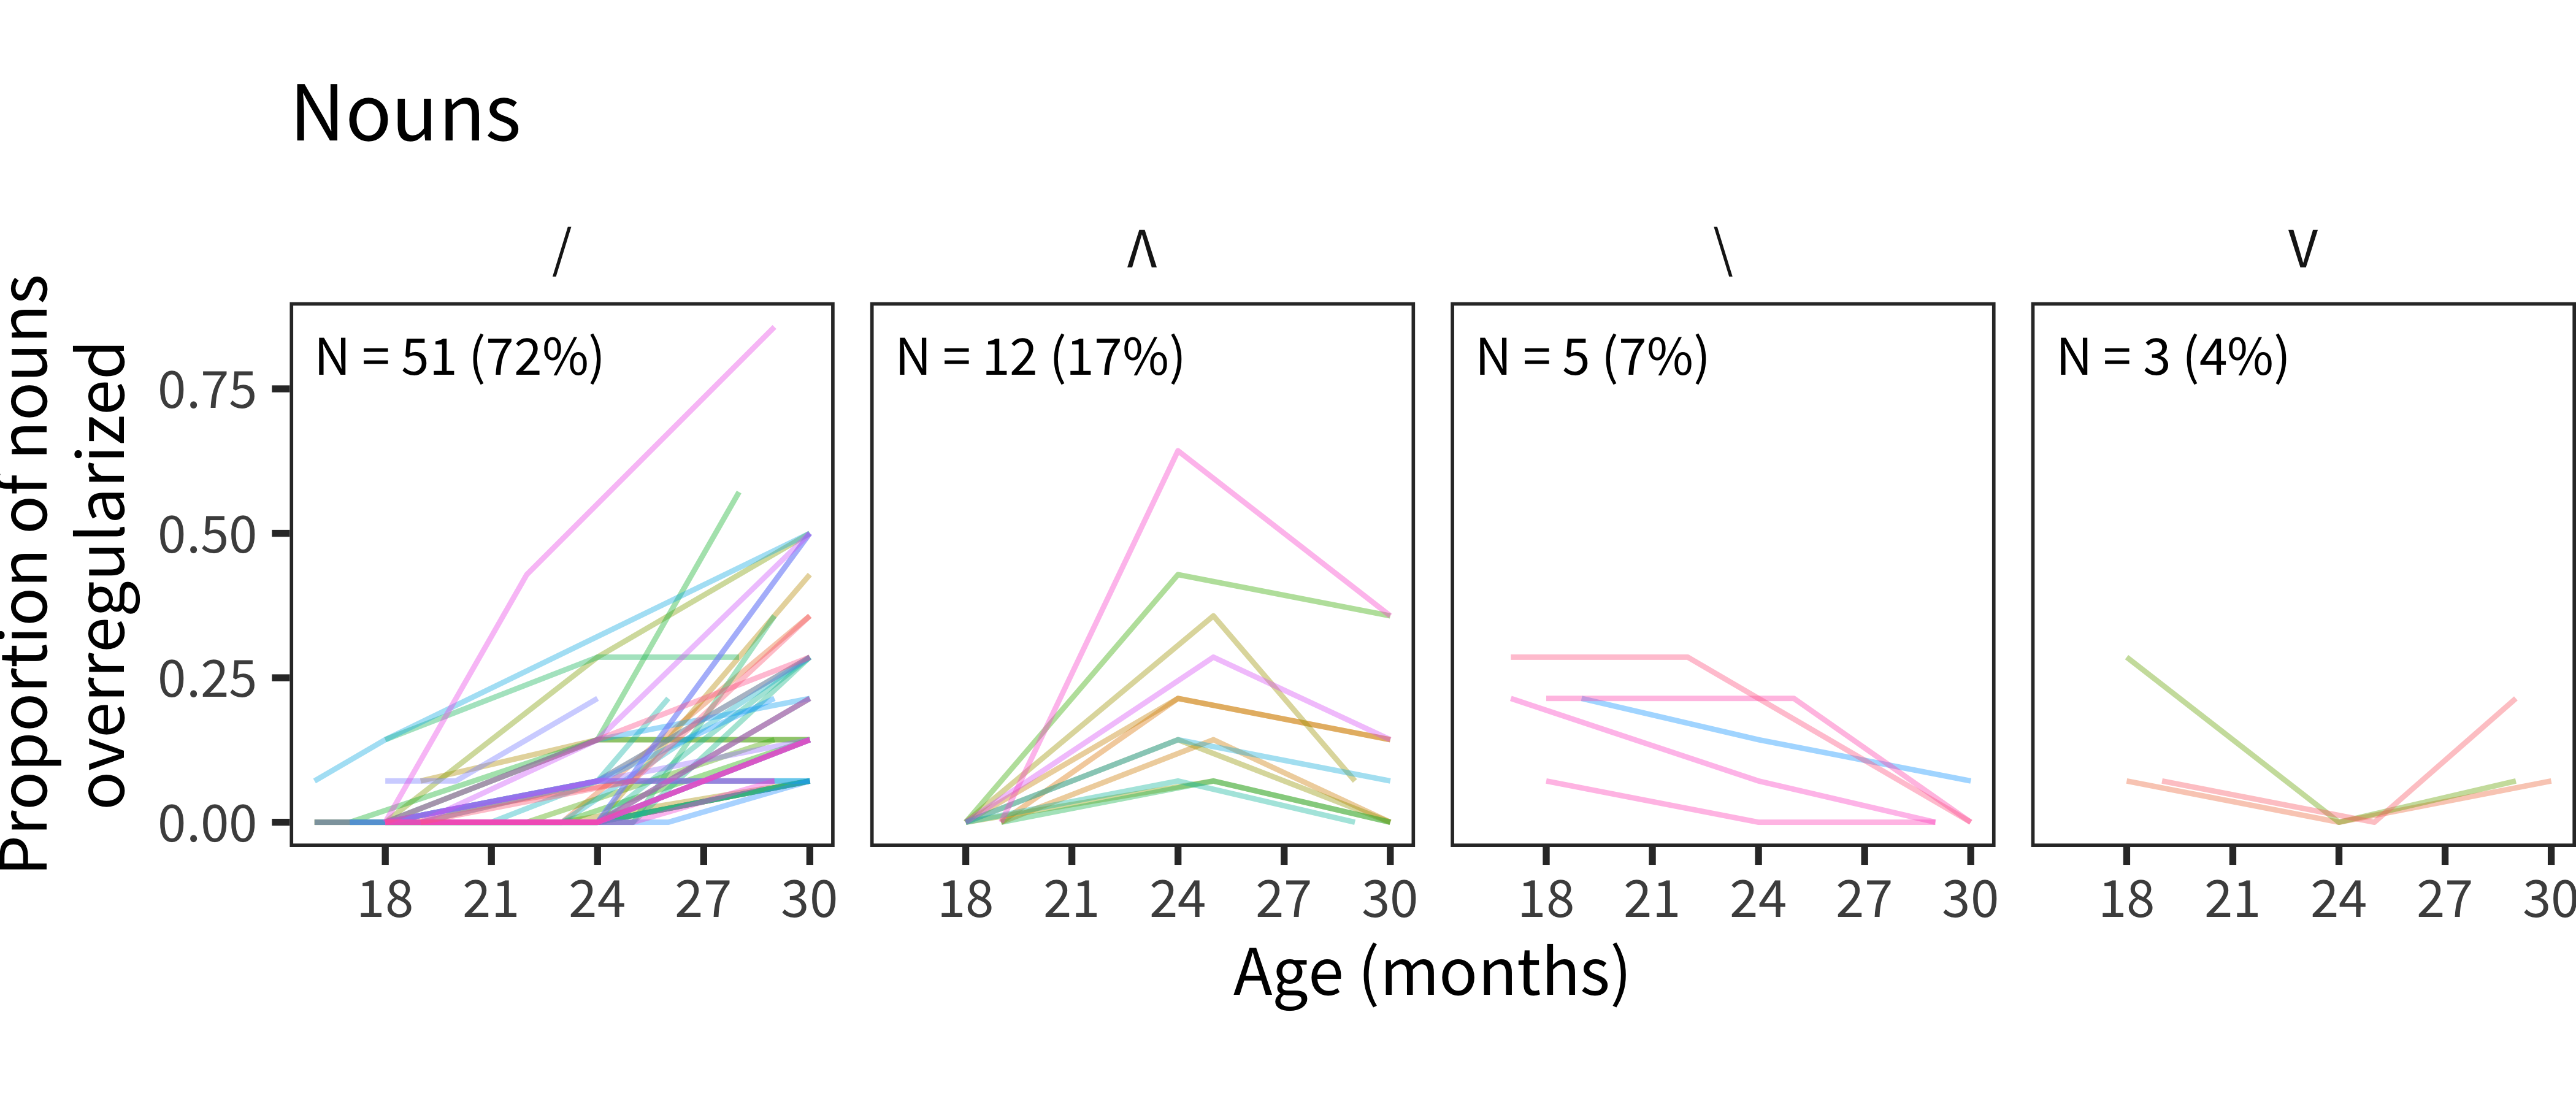 Nouns
/ Λ \ V
N = 51 (72%) N = 12 (17%) N = 5 (7%) N = 3 (4%)
Proportion of nouns
overregularized
0.75
0.50
0.25
0.00
18 21 24 27 30 18 21 24 27 30 18 21 24 27 30 18 21 24 27 30
Age (months)